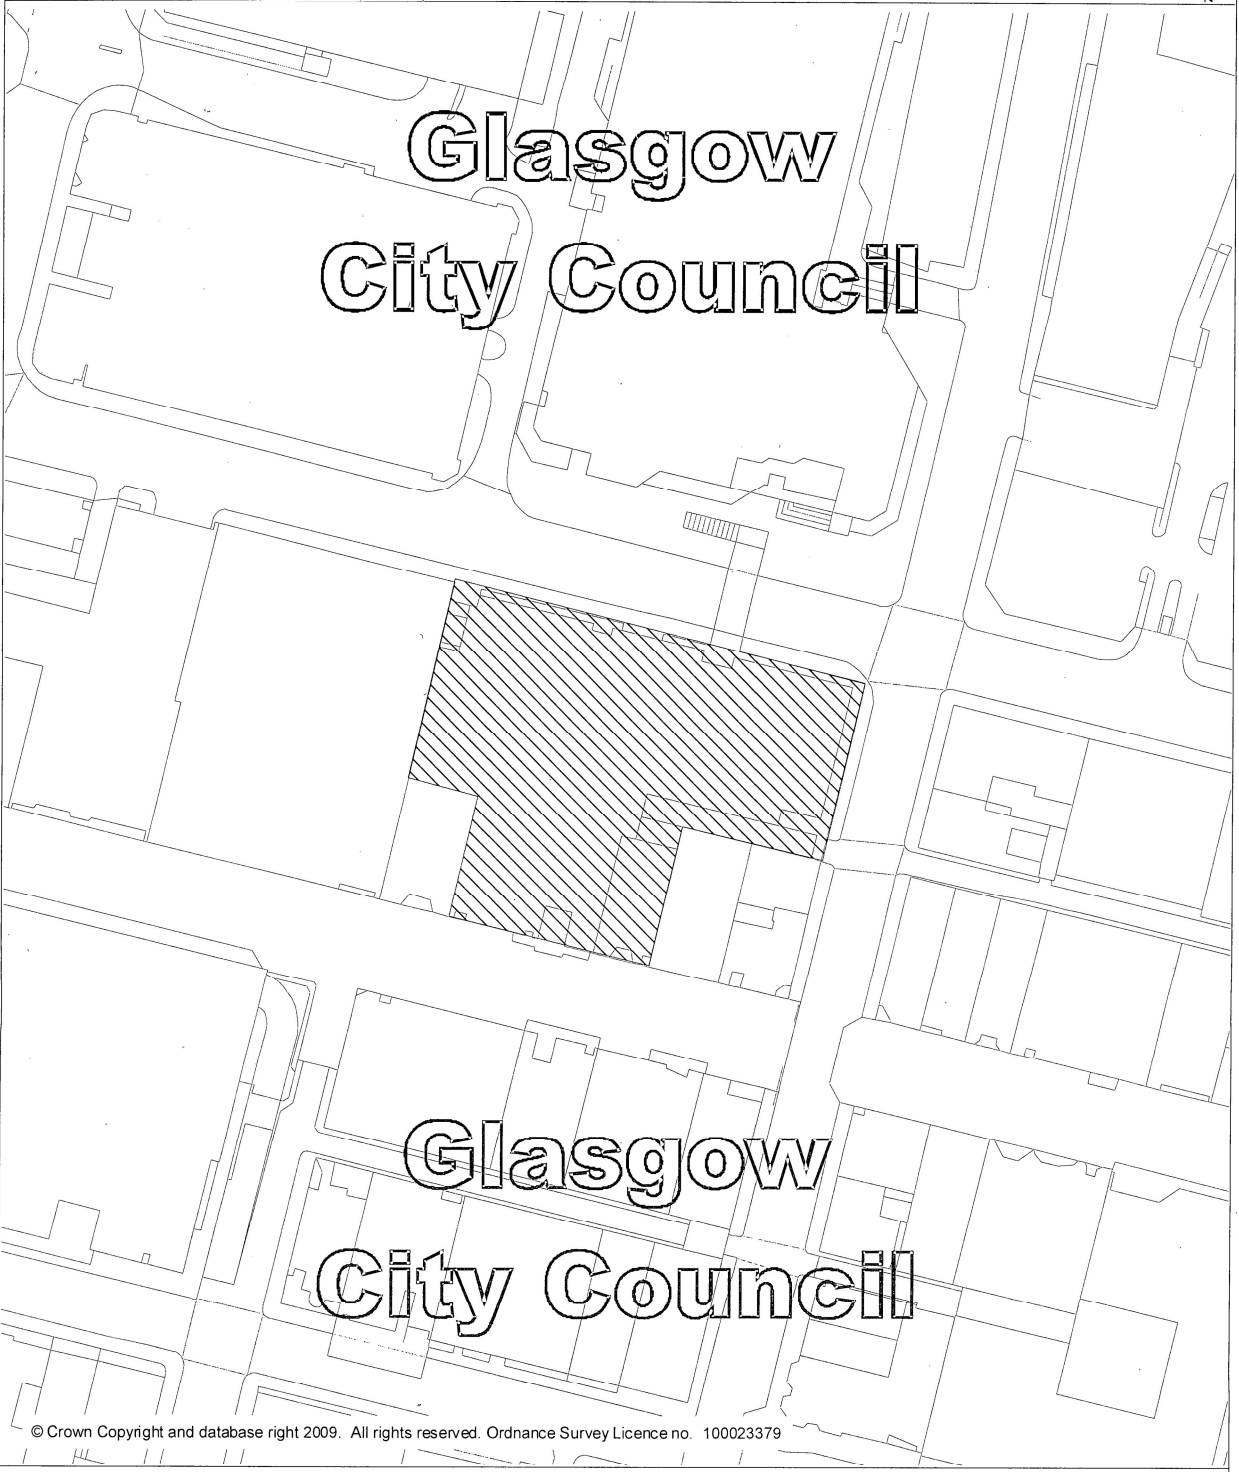 Glasgow
City Council
Glasgow
City Council
© Crown Copyright and database right 2009. All rights reserved. Ordnance Survey Licence no. 100023379